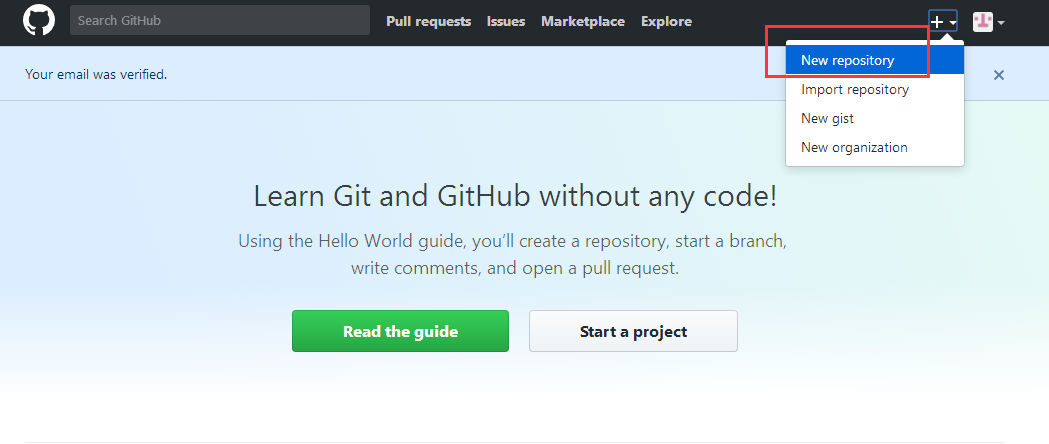 Search GitHub
Pull requests
Issues
Marketplace
Explore
New repository
Import repository
New gist
New organization
Your email was verified.
Learn Git and GitHub without any code!
Using the Hello World guide, you’ll create a repository, start a branch,
write comments, and open a pull request.
Read the guide
Start a project